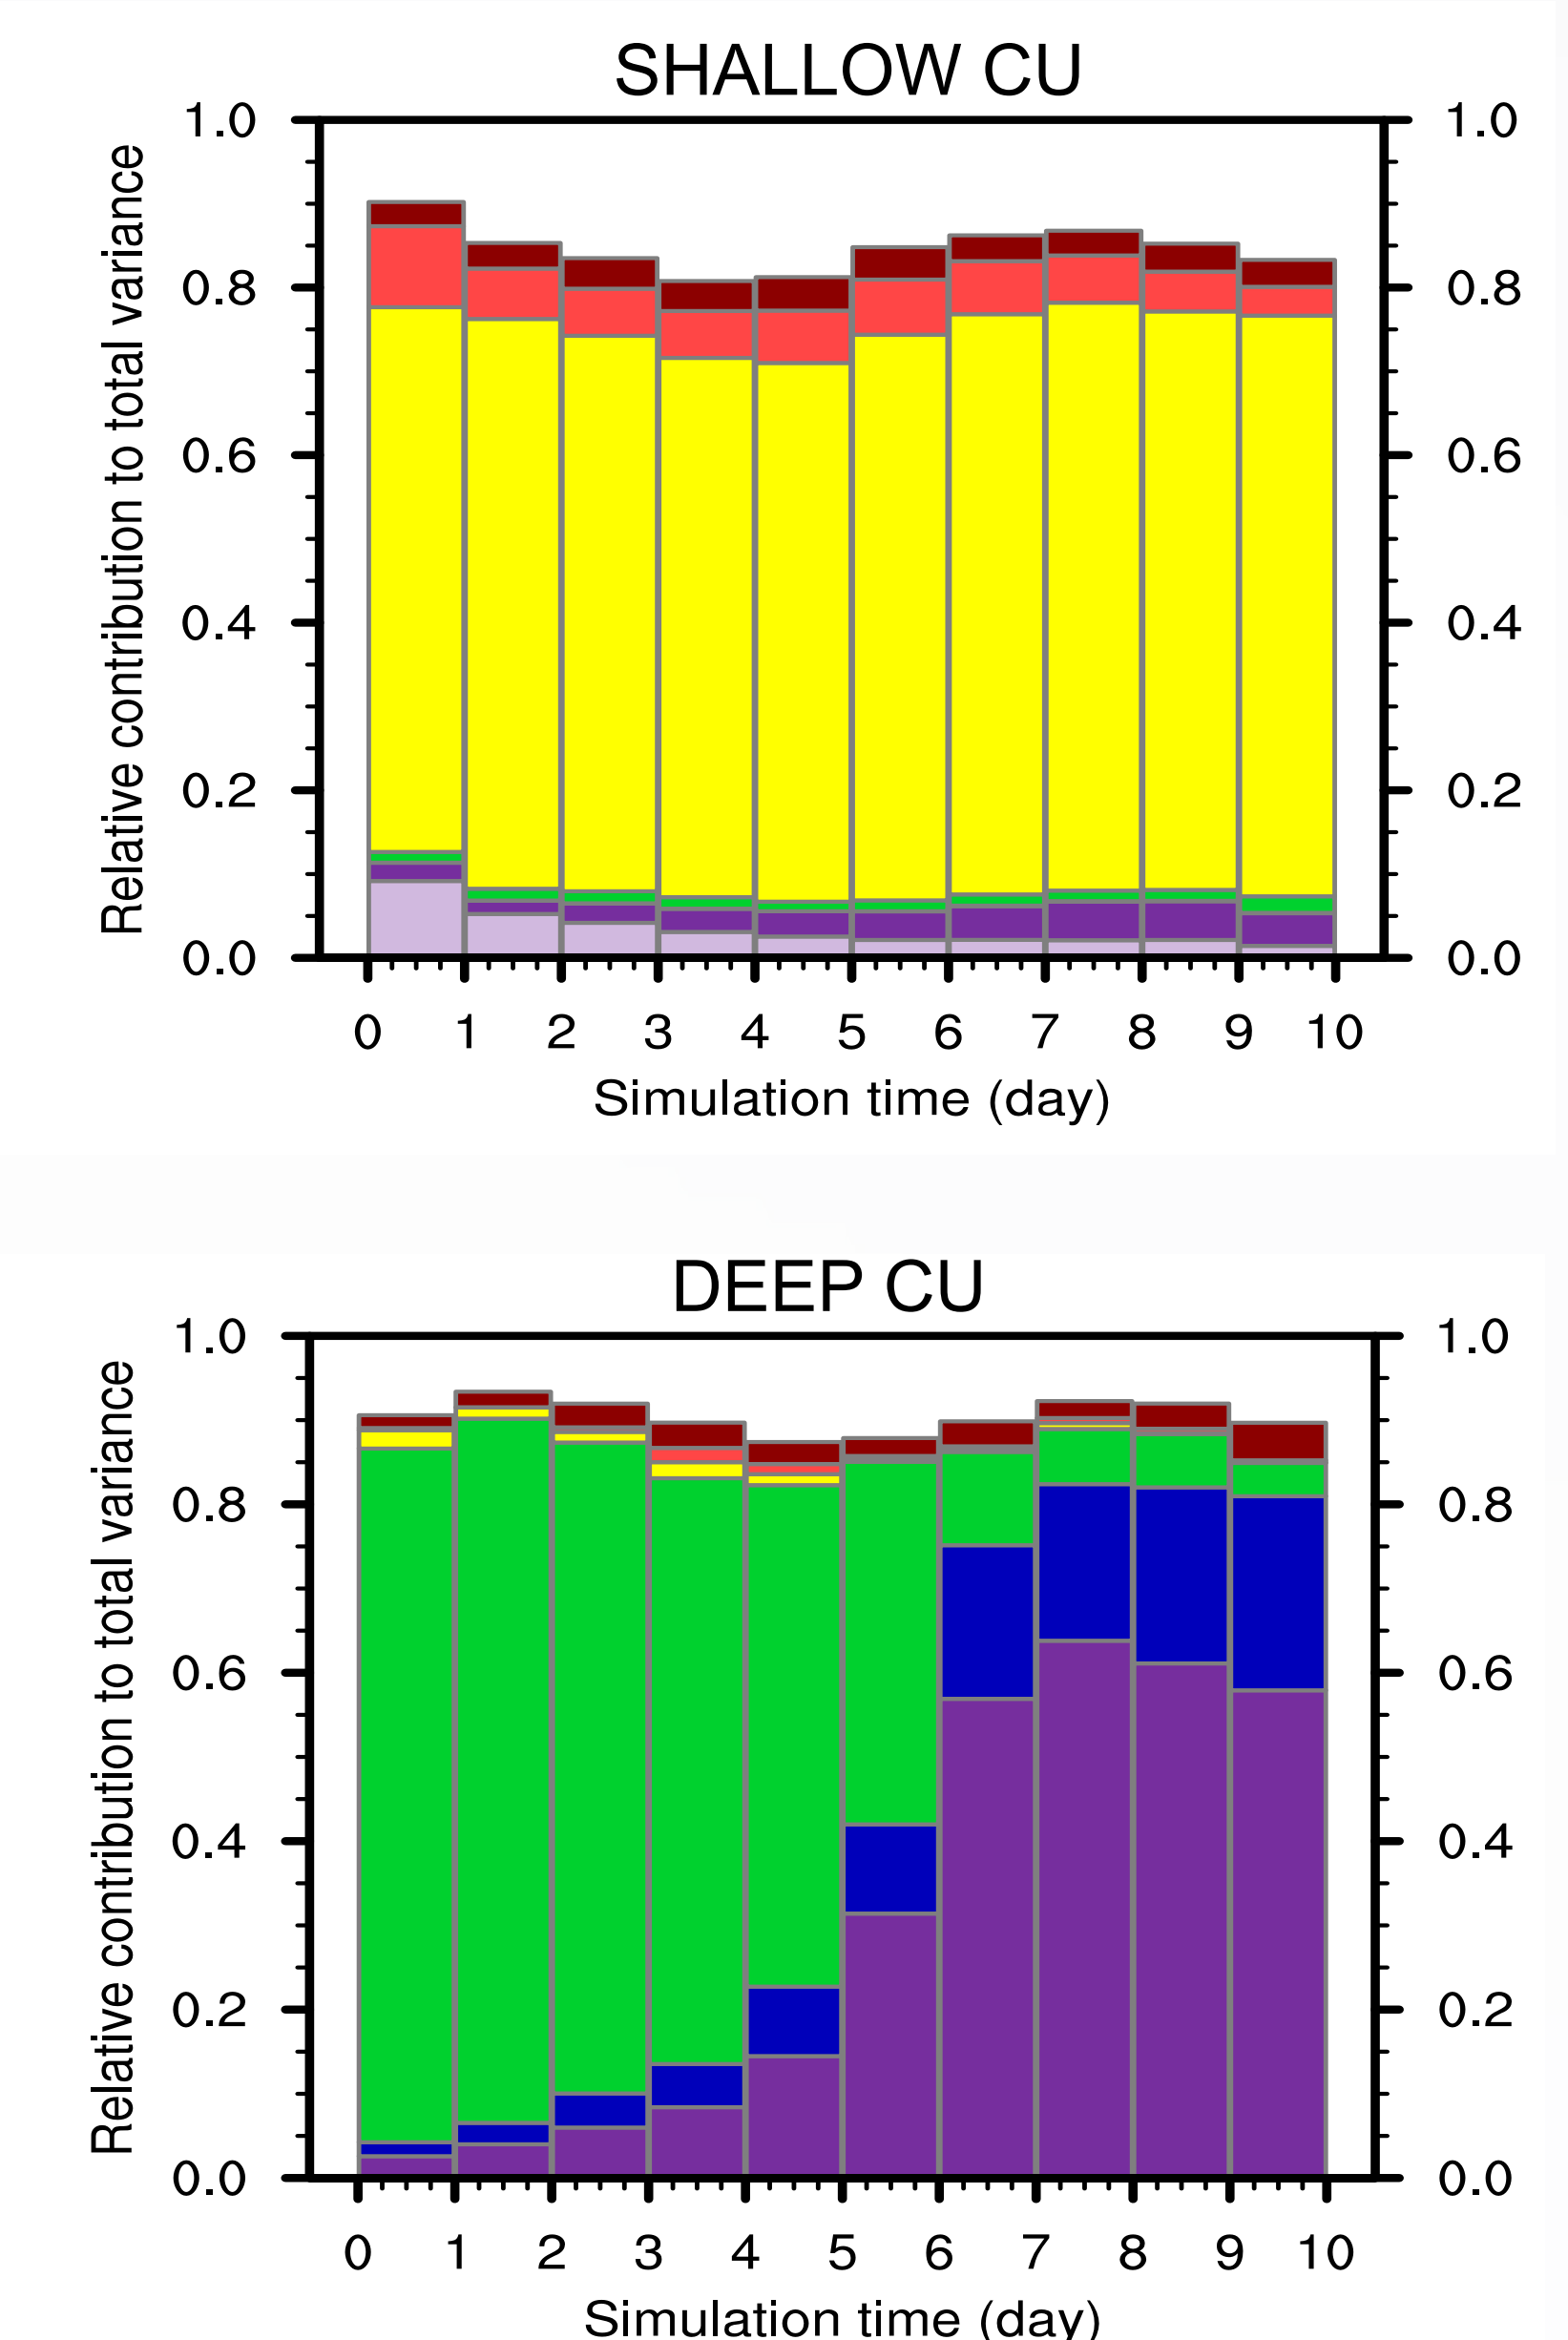 SHALLOW CU
Relative contribution to total variance
1.0 1.0
0.8 0.8
0.6 0.6
0.4 0.4
0.2 0.2
0.0 0.0
0 1 2 3 4 5 6 7 8 9 10
Simulation time (day)
DEEP CU
Relative contribution to total variance
1.0 1.0
0.8 0.8
0.6 0.6
0.4 0.4
0.2 0.2
0.0 0.0
0 1 2 3 4 5 6 7 8 9 10
Simulation time (day)